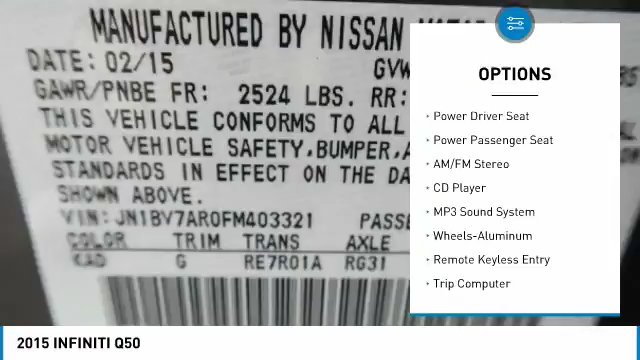 MANUFACTURED BY NISSAN
DATE: 02/15 GVW
GAWR/PNBE FR: 2524 LBS. RR:
THIS VEHICLE CONFORMS TO ALL
MOTOR VEHICLE SAFETY, BUMPER, A
STANDARDS IN EFFECT ON THE DA
SHOWN ABOVE.
VIN: JN1BV7AR0FM403321 PASSE
COLOR TRIM TRANS AXLE
KAD G RE7R01A RG31
OPTIONS
Power Driver Seat
Power Passenger Seat
AM/FM Stereo
CD Player
MP3 Sound System
Wheels-Aluminum
Remote Keyless Entry
Trip Computer
2015 INFINITI Q50